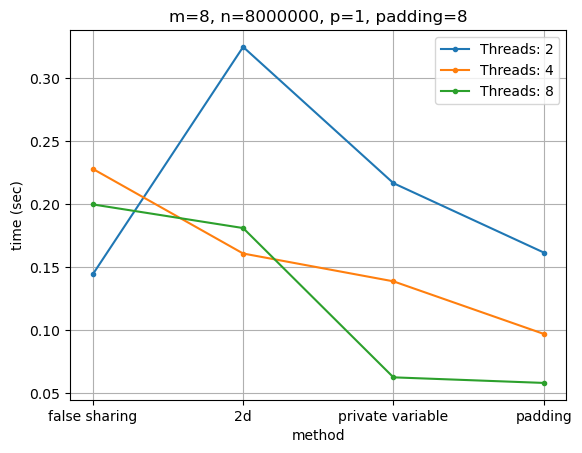 m=8, n=8000000, p=1, padding=8
Threads: 2
Threads: 4
Threads: 8
time (sec)
0.30
0.25
0.20
0.15
0.10
0.05
false sharing
2d
private variable
padding
method